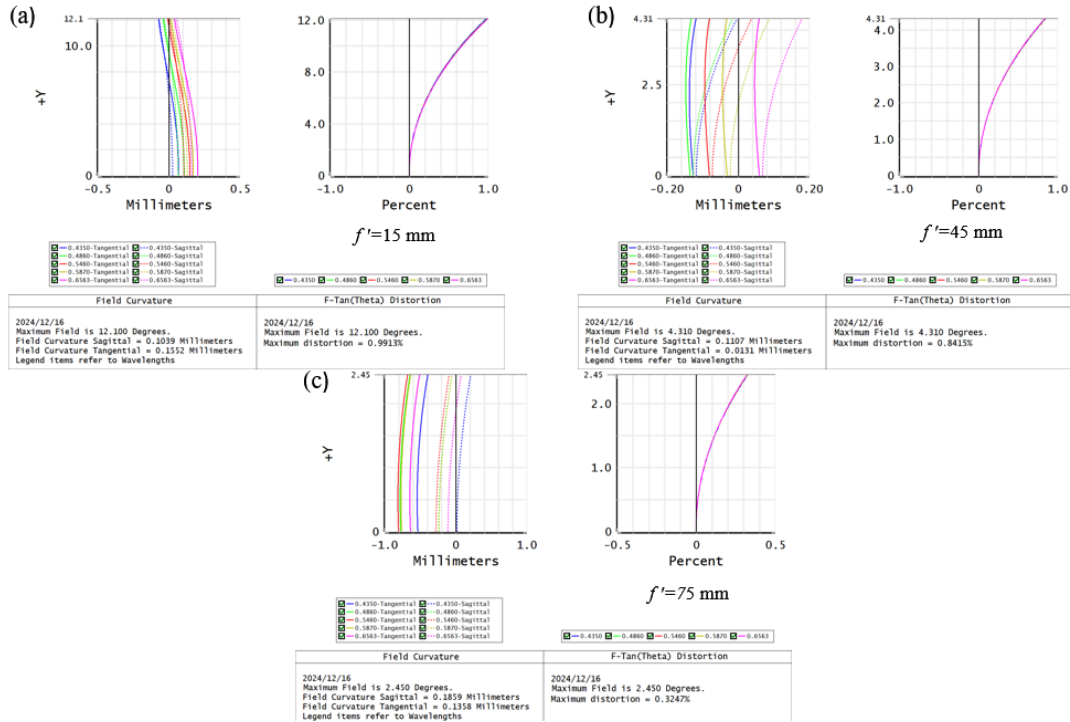 (a)
12.1
10.0
5.0
0
+Y
-0.5 0 0.5
Millimeters
12.0
8.0
4.0
0
-1.0 0 1.0
Percent
f'=15 mm
0.4350-Tangential 0.4350-Sagittal
0.4860-Tangential 0.4860-Sagittal
0.5460-Tangential 0.5460-Sagittal
0.5870-Tangential 0.5870-Sagittal
0.6563-Tangential 0.6563-Sagittal
0.4350 0.4860 0.5460 0.5870 0.6563
Field Curvature
2024/12/16
Maximum Field is 12.100 Degrees.
Field Curvature Sagittal = 0.1039 Millimeters
Field Curvature Tangential = 0.1552 Millimeters
Legend items refer to Wavelengths
F-Tan(Theta) Distortion
2024/12/16
Maximum Field is 12.100 Degrees.
Maximum distortion = 0.9913%
(b)
4.31
2.5
0
+Y
-0.20 0 0.20
Millimeters
4.31
4.0
3.0
2.0
1.0
0
-1.0 0 1.0
Percent
f'=45 mm
0.4350-Tangential 0.4350-Sagittal
0.4860-Tangential 0.4860-Sagittal
0.5460-Tangential 0.5460-Sagittal
0.5870-Tangential 0.5870-Sagittal
0.6563-Tangential 0.6563-Sagittal
0.4350 0.4860 0.5460 0.5870 0.6563
Field Curvature
2024/12/16
Maximum Field is 4.310 Degrees.
Field Curvature Sagittal = 0.1107 Millimeters
Field Curvature Tangential = 0.0131 Millimeters
Legend items refer to Wavelengths
F-Tan(Theta) Distortion
2024/12/16
Maximum Field is 4.310 Degrees.
Maximum distortion = 0.8415%
(c)
2.45
0
+Y
-1.0 0 1.0
Millimeters
2.45
2.0
1.0
0
-0.5 0 0.5
Percent
f'=75 mm
0.4350-Tangential 0.4350-Sagittal
0.4860-Tangential 0.4860-Sagittal
0.5460-Tangential 0.5460-Sagittal
0.5870-Tangential 0.5870-Sagittal
0.6563-Tangential 0.6563-Sagittal
0.4350 0.4860 0.5460 0.5870 0.6563
Field Curvature
2024/12/16
Maximum Field is 2.450 Degrees.
Field Curvature Sagittal = 0.1859 Millimeters
Field Curvature Tangential = 0.1358 Millimeters
Legend items refer to Wavelengths
F-Tan(Theta) Distortion
2024/12/16
Maximum Field is 2.450 Degrees.
Maximum distortion = 0.3247%